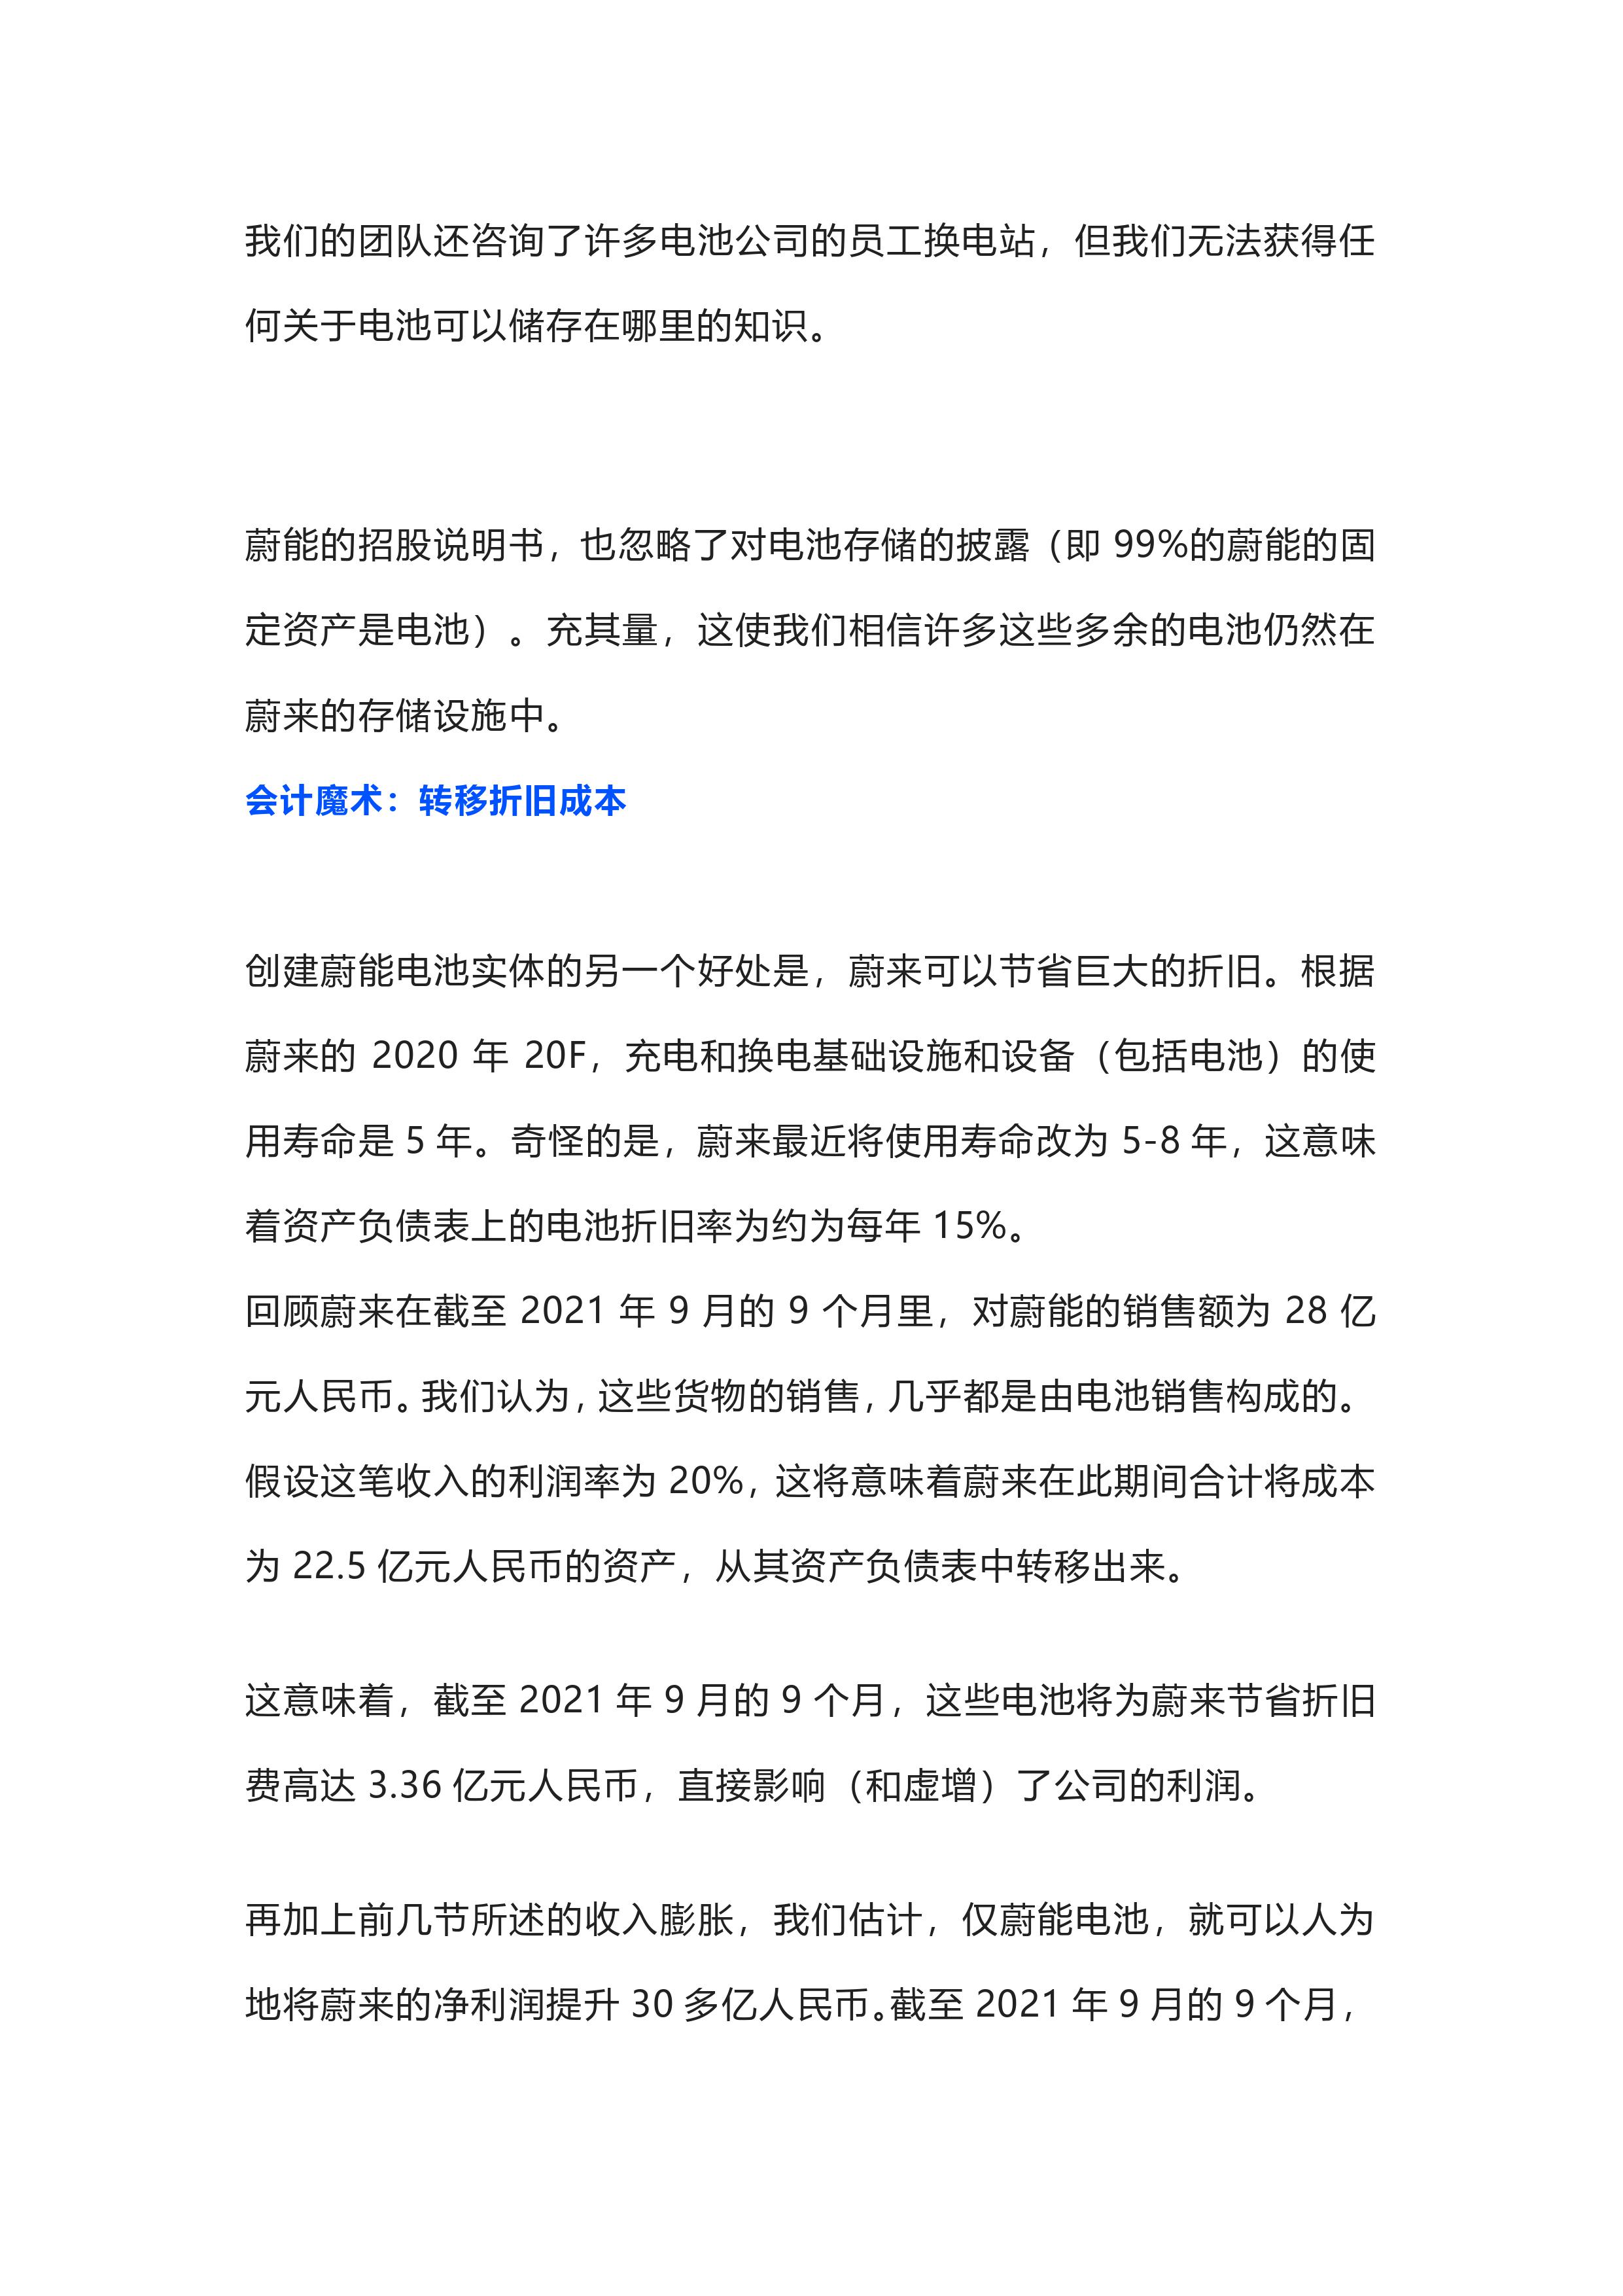 我们的团队还咨询了许多电池公司的员工换电站，但我们无法获得任
何关于电池可以储存在哪里的知识。
蔚能的招股说明书，也忽略了对电池存储的披露（即 99%的蔚能的固
定资产是电池）。充其量，这使我们相信许多这些多余的电池仍然在
蔚来的存储设施中。
会计魔术：转移折旧成本
创建蔚能电池实体的另一个好处是，蔚来可以节省巨大的折旧。根据
蔚来的 2020 年 20F，充电和换电基础设施和设备（包括电池）的使
用寿命是 5 年。奇怪的是，蔚来最近将使用寿命改为 5-8 年，这意味
着资产负债表上的电池折旧率为约为每年 15%。
回顾蔚来在截至 2021 年 9 月的 9 个月里，对蔚能的销售额为 28 亿
元人民币。我们认为，这些货物的销售，几乎都是由电池销售构成的。
假设这笔收入的利润率为 20%，这将意味着蔚来在此期间合计将成本
为 22.5 亿元人民币的资产，从其资产负债表中转移出来。
这意味着，截至 2021 年 9 月的 9 个月，这些电池将为蔚来节省折旧
费高达 3.36 亿元人民币，直接影响（和虚增）了公司的利润。
再加上前几节所述的收入膨胀，我们估计，仅蔚能电池，就可以人为
地将蔚来的净利润提升 30 多亿人民币。截至 2021 年 9 月的 9 个月，